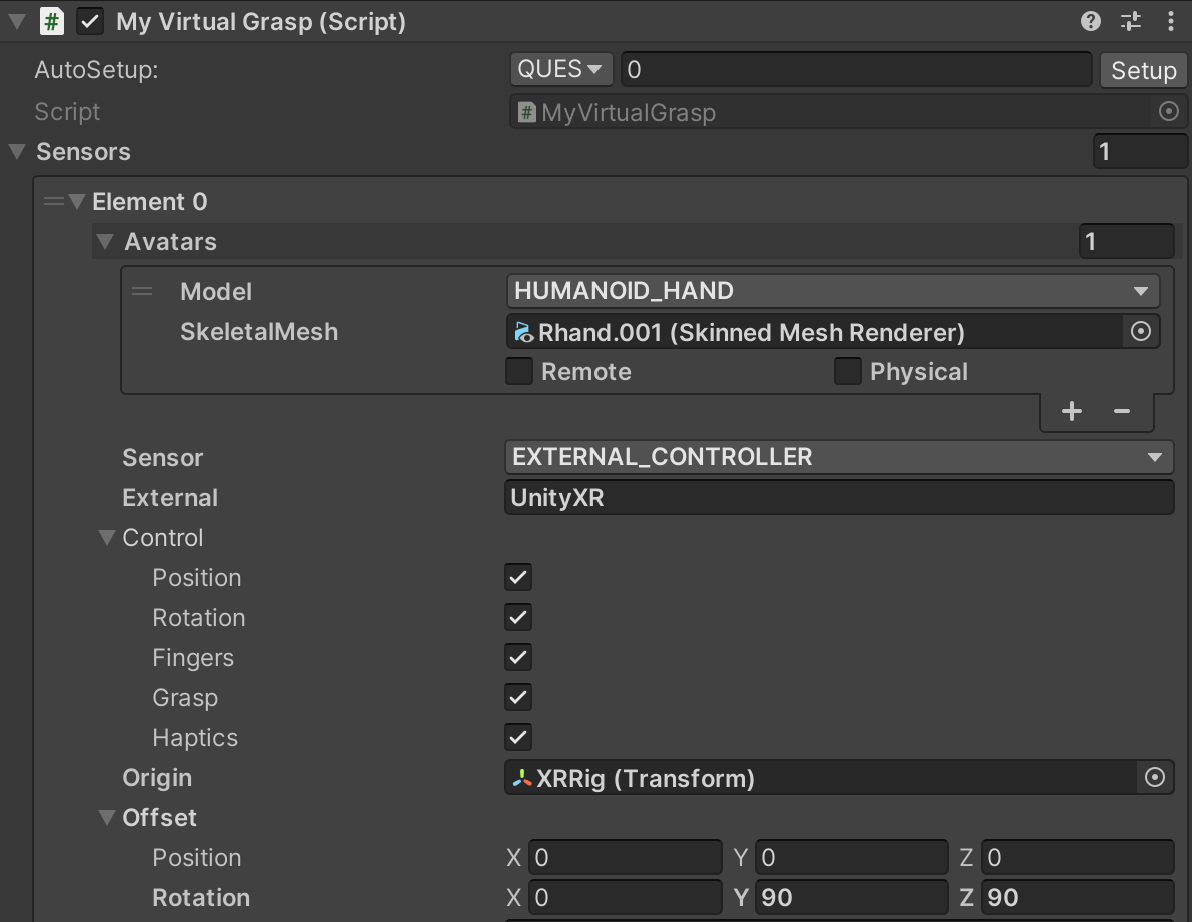 # My Virtual Grasp (Script) ?
AutoSetup: QUES 0 Setup
Script # MyVirtualGrasp
Sensors 1
Element 0
Avatars 1
Model HUMANOID_HAND
SkeletalMesh Rhand.001 (Skinned Mesh Renderer)
Remote Physical
+ −
Sensor EXTERNAL_CONTROLLER
External UnityXR
Control
Position
Rotation
Fingers
Grasp
Haptics
Origin XRRig (Transform)
Offset
Position X 0 Y 0 Z 0
Rotation X 0 Y 90 Z 90